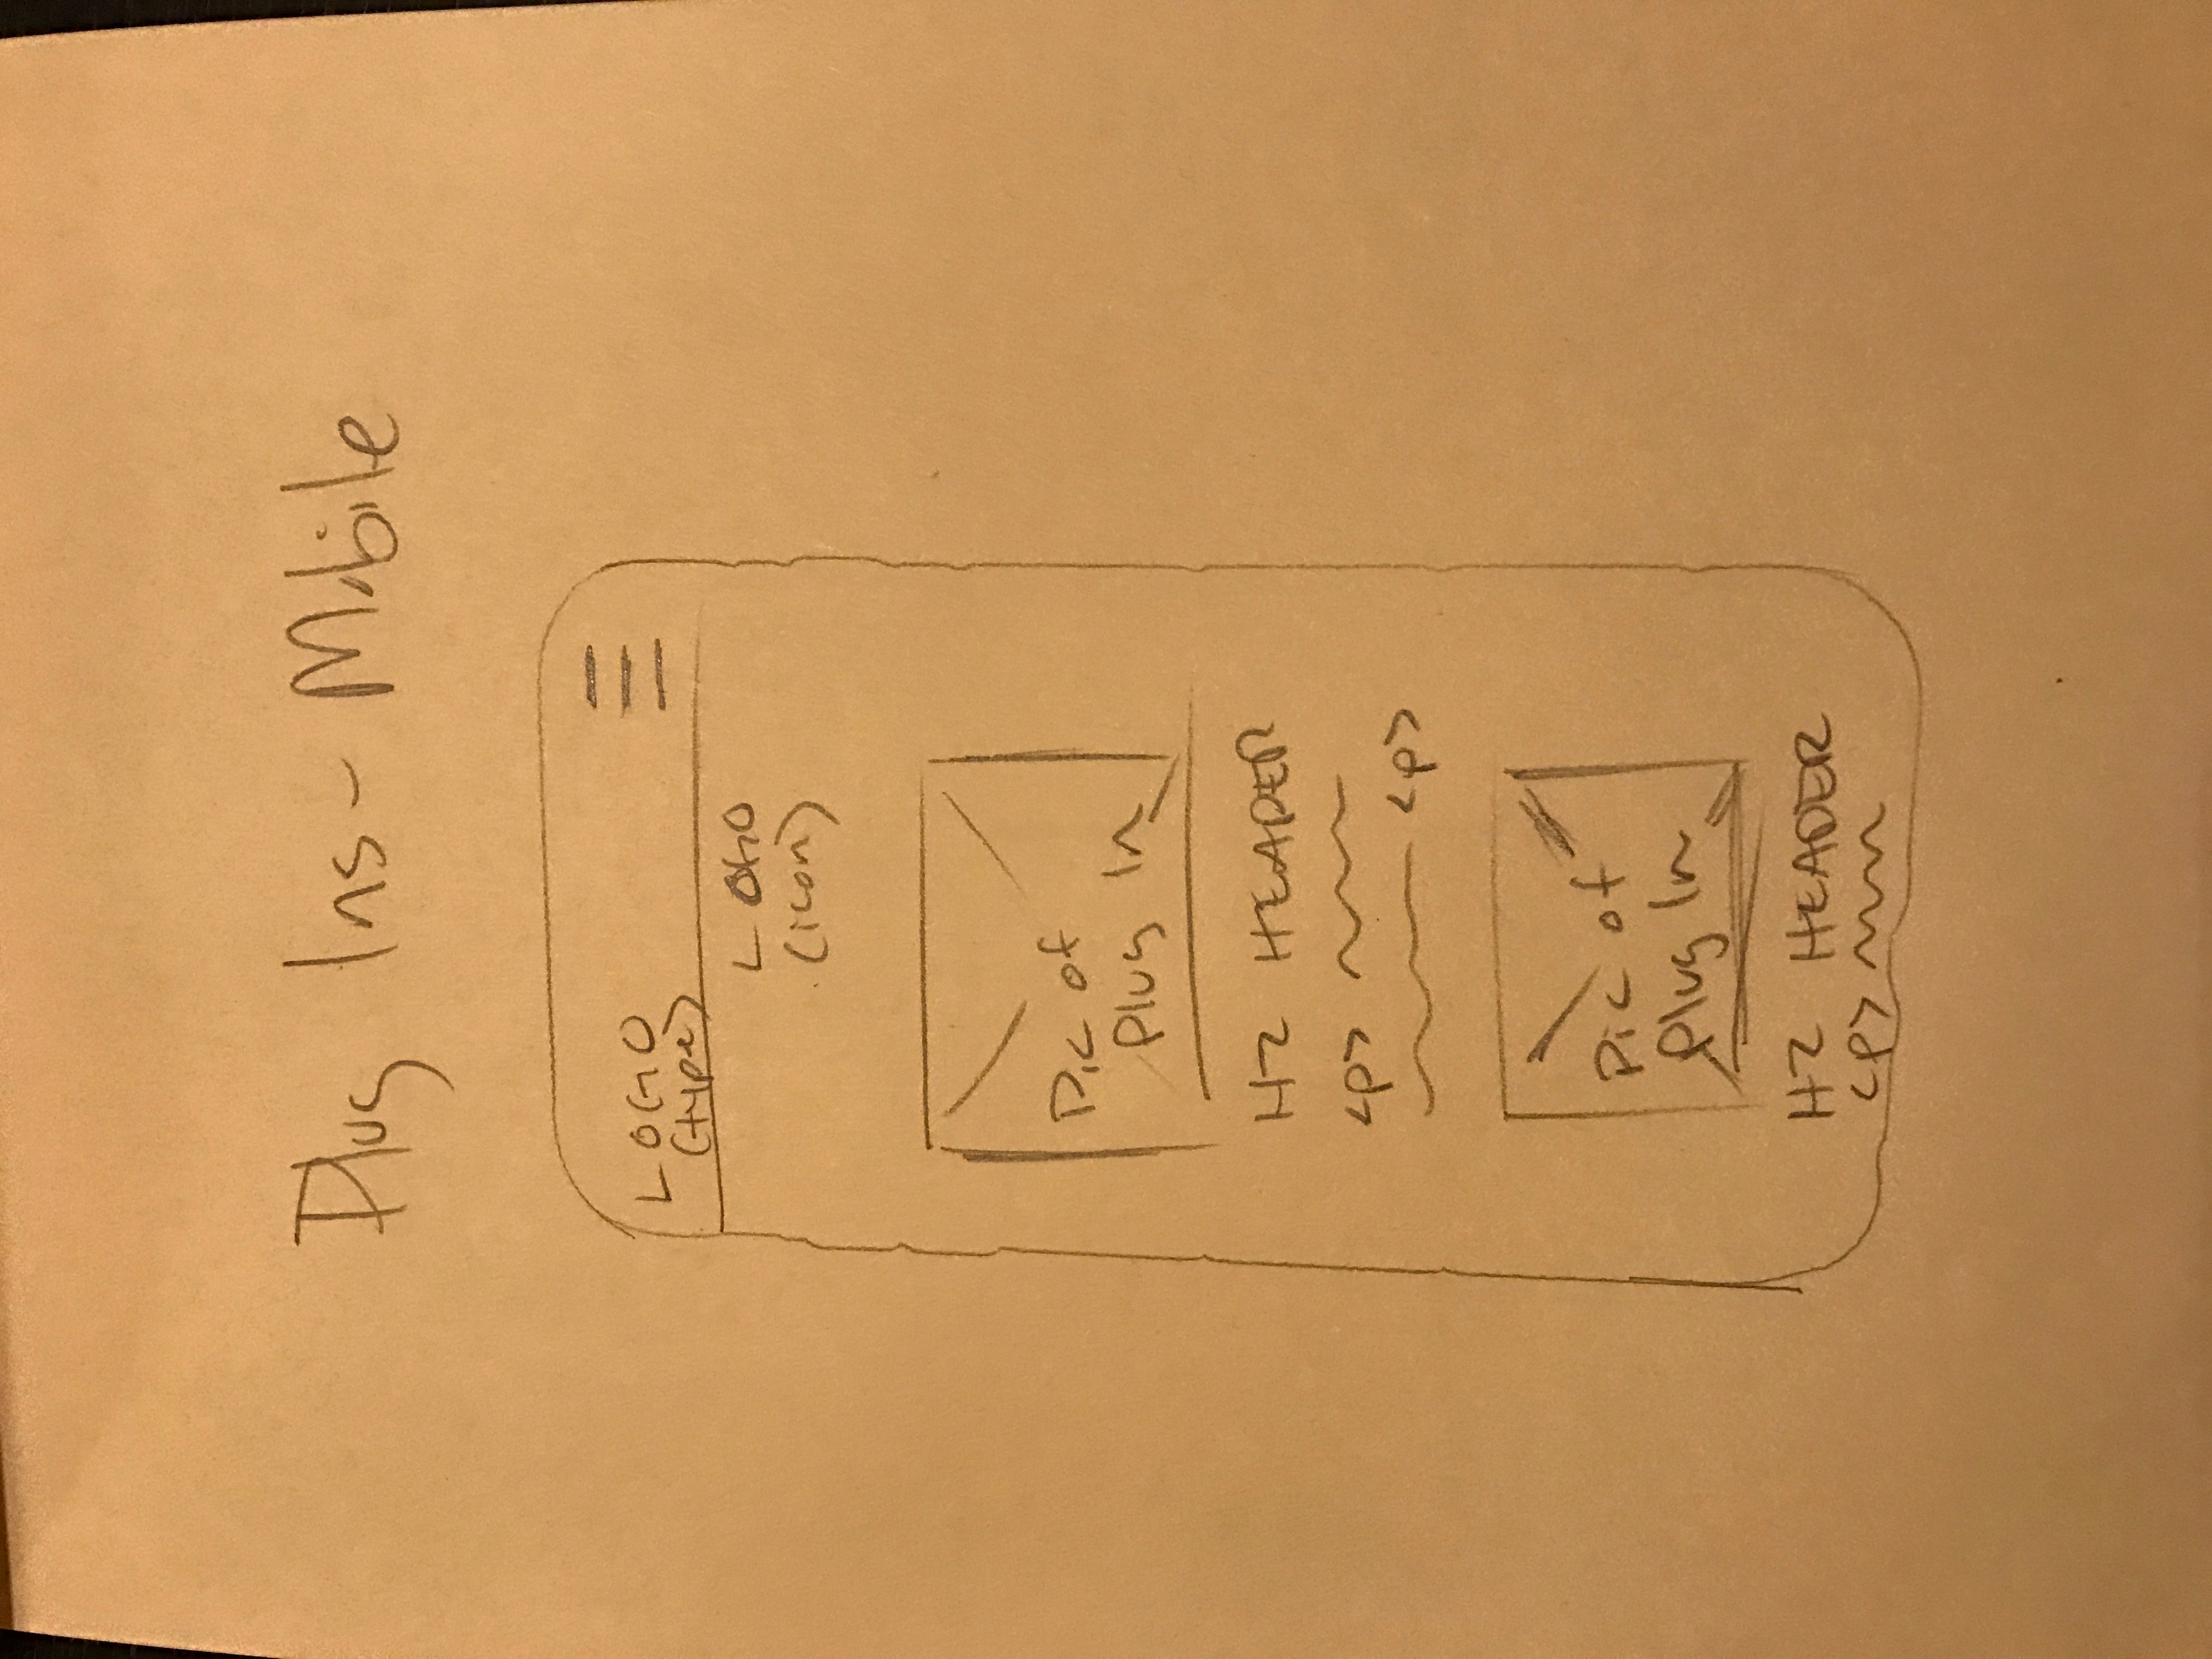 Plug Ins - Mobile
LOGO
(type)
LOGO
(icon)
Pic of
Plug In
H2 HEADER
<p>
<p>
Pic of
Plug In
H2 HEADER
<p>